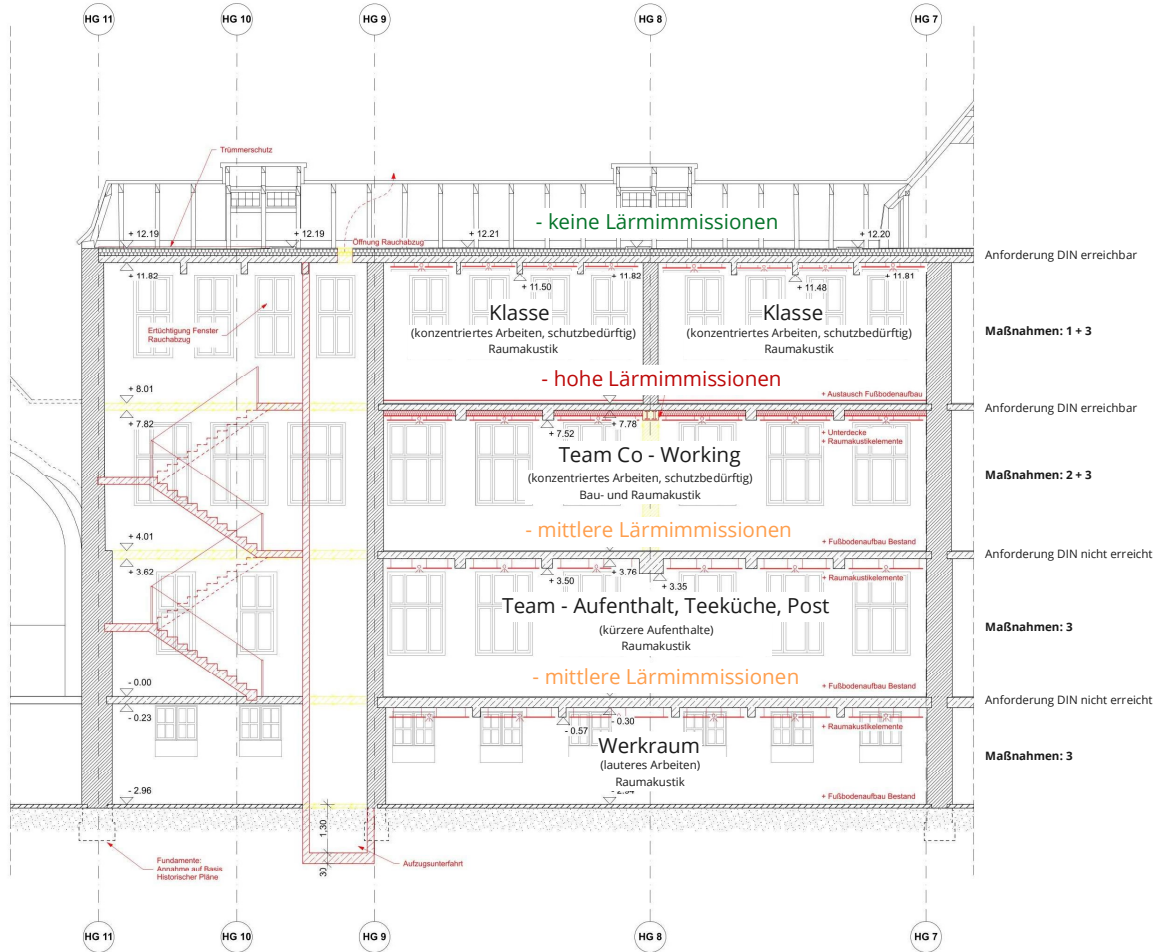 HG 11
HG 10
HG 9
HG 8
HG 7
Trümmerschutz
- keine Lärmimmissionen
+ 12.19
+ 12.19
Öffnung Rauchabzug
+ 12.21
+ 12.20
Anforderung DIN erreichbar
+ 11.82
+ 11.50
+ 11.82
+ 11.48
+ 11.81
Klasse
(konzentriertes Arbeiten, schutzbedürftig)
Raumakustik
Klasse
(konzentriertes Arbeiten, schutzbedürftig)
Raumakustik
Ertüchtigung Fenster
Rauchabzug
Maßnahmen: 1 + 3
- hohe Lärmimmissionen
+ 8.01
+ Austausch Fußbodenaufbau
Anforderung DIN erreichbar
+ 7.82
+ 7.52
+ 7.78
+ Unterdecke
+ Raumakustikelemente
Team Co - Working
(konzentriertes Arbeiten, schutzbedürftig)
Bau- und Raumakustik
Maßnahmen: 2 + 3
- mittlere Lärmimmissionen
+ 4.01
+ Fußbodenaufbau Bestand
Anforderung DIN nicht erreicht
+ 3.62
+ 3.50
+ 3.76
+ 3.35
+ Raumakustikelemente
Team - Aufenthalt, Teeküche, Post
(kürzere Aufenthalte)
Raumakustik
Maßnahmen: 3
- mittlere Lärmimmissionen
- 0.00
+ Fußbodenaufbau Bestand
Anforderung DIN nicht erreicht
- 0.23
- 0.57
- 0.30
+ Raumakustikelemente
Werkraum
(lauteres Arbeiten)
Raumakustik
Maßnahmen: 3
- 2.96
+ Fußbodenaufbau Bestand
1,30
30
Fundamente:
Annahme auf Basis
Historischer Pläne
Aufzugsunterfahrt
HG 11
HG 10
HG 9
HG 8
HG 7